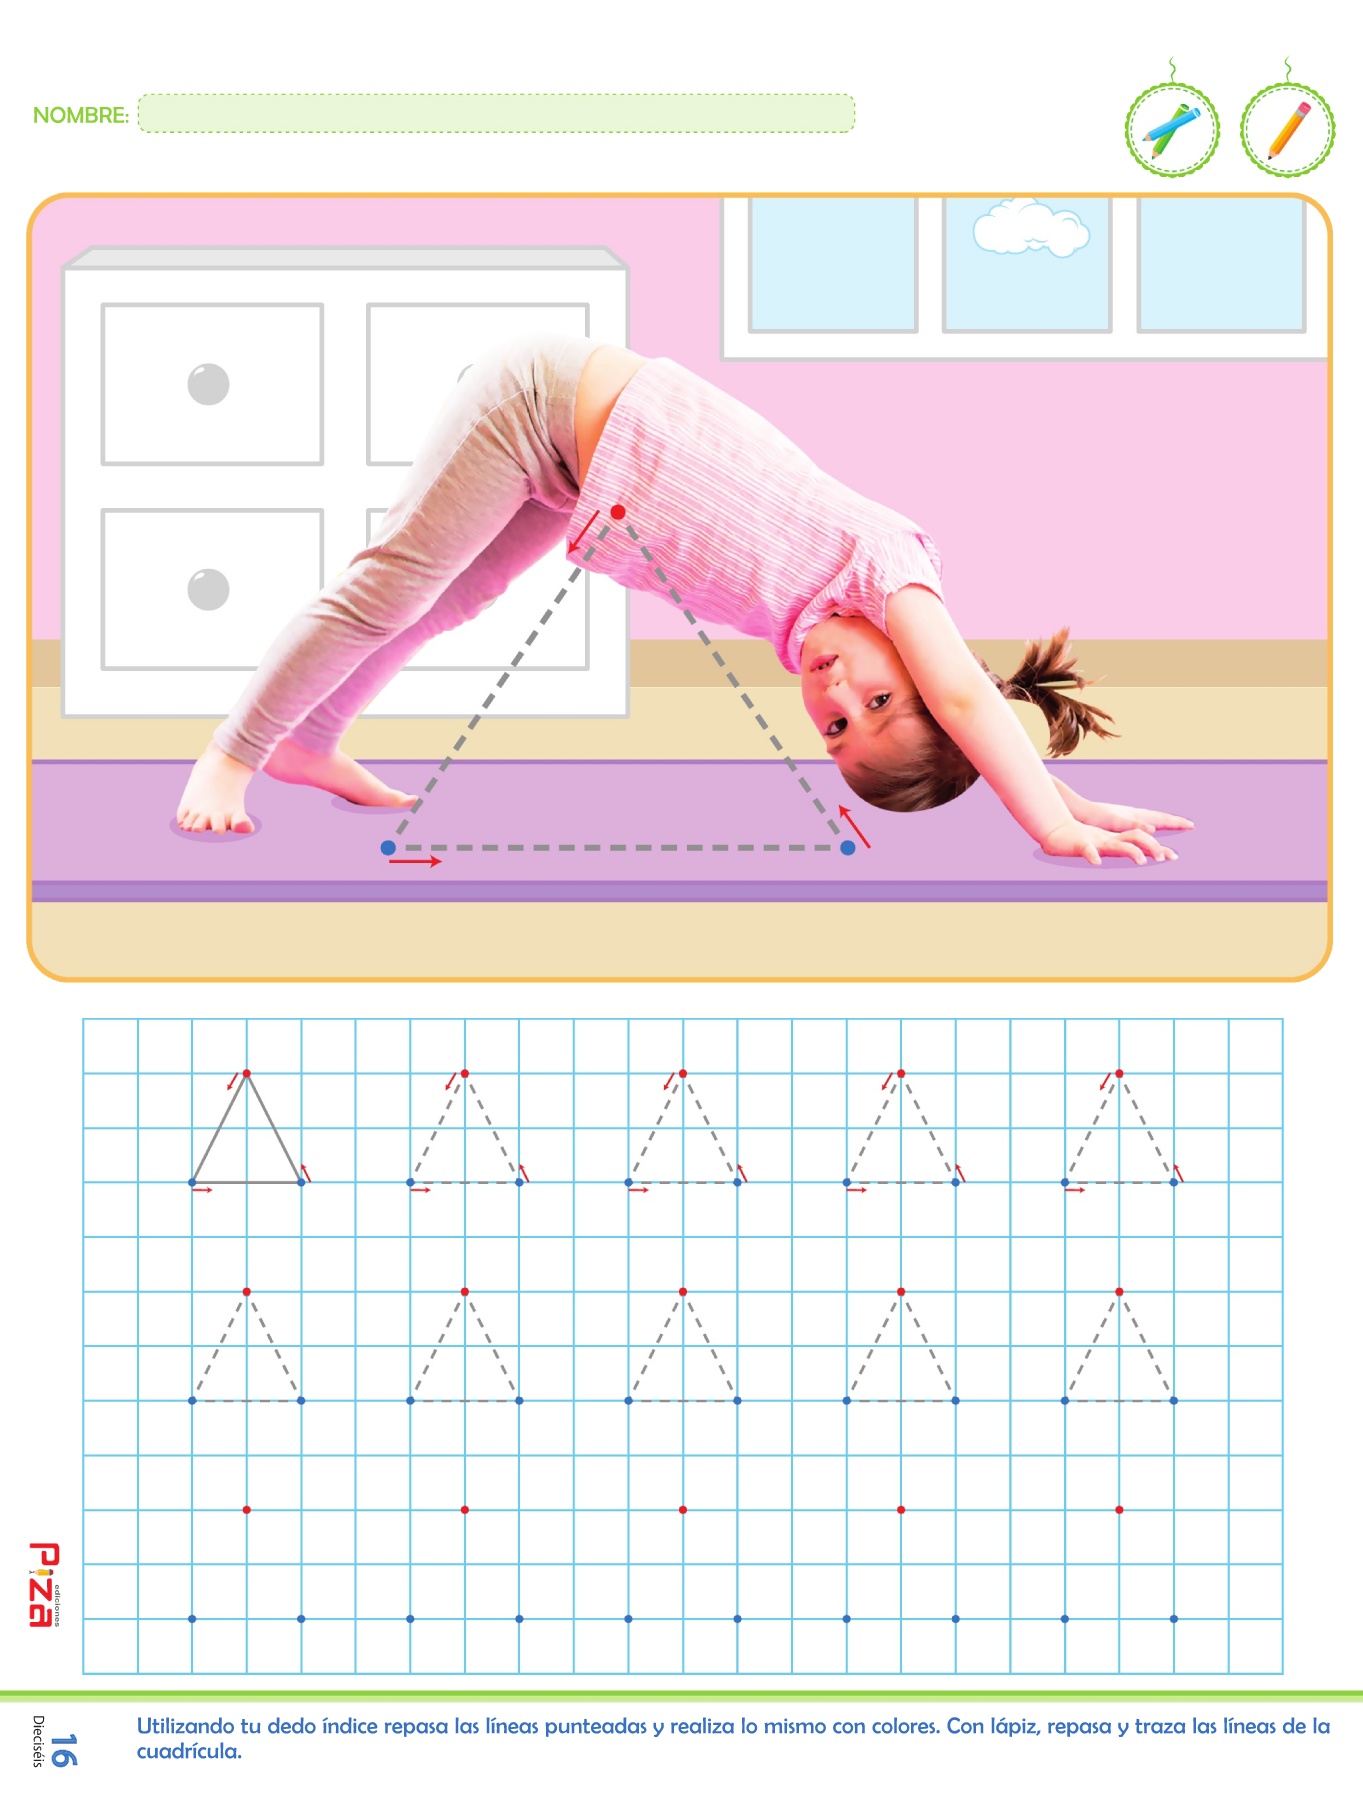 NOMBRE:
Piza
ediciones
16
Dieciséis
Utilizando tu dedo índice repasa las líneas punteadas y realiza lo mismo con colores. Con lápiz, repasa y traza las líneas de la
cuadrícula.